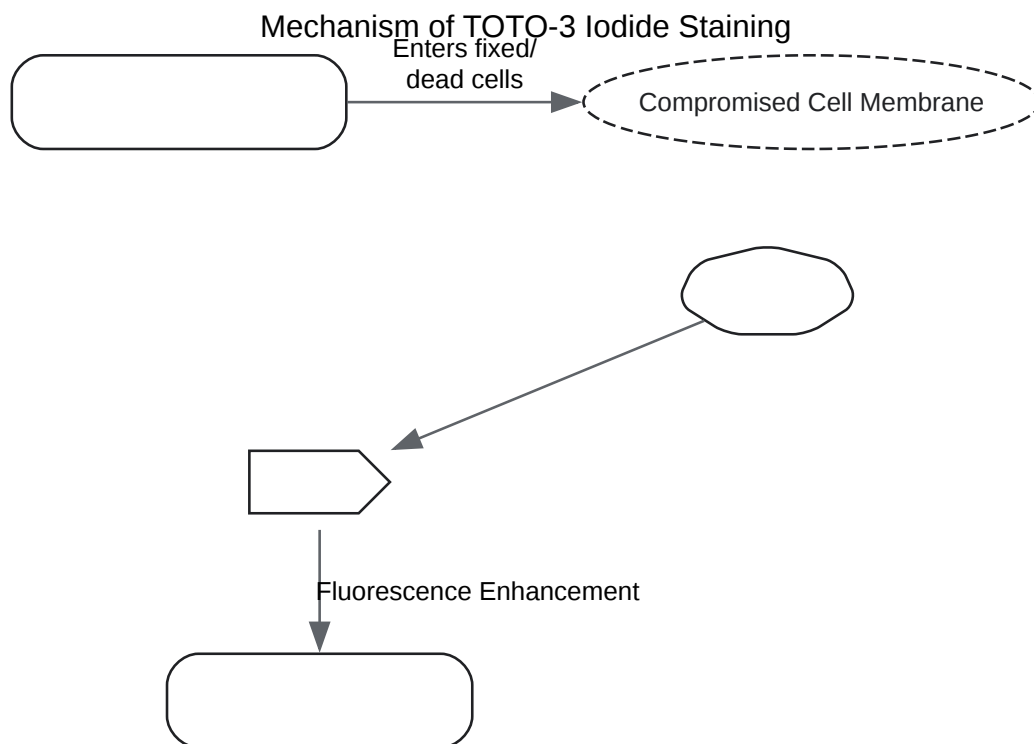 Mechanism of TOTO-3 Iodide Staining
Enters fixed/
dead cells
Compromised Cell Membrane
Fluorescence Enhancement